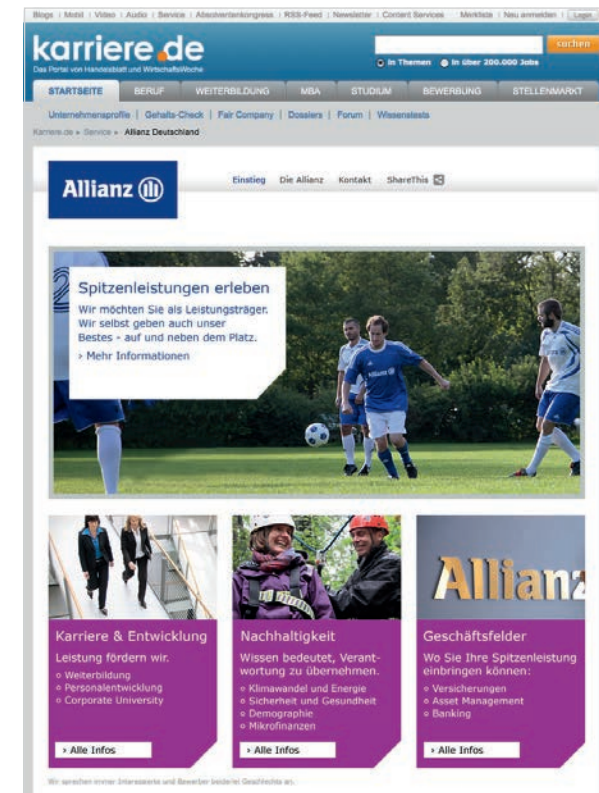 Blogs | Mobil | Video | Audio | Service | Absolventenkongress | RSS-Feed | Newsletter | Content Services Merkliste | Neu anmelden | Login
karriere.de
Das Portal von Handelsblatt und WirtschaftsWoche
suchen
In Themen In über 200.000 Jobs
STARTSEITE BERUF WEITERBILDUNG MBA STUDIUM BEWERBUNG STELLENMARKT
Unternehmensprofile | Gehalts-Check | Fair Company | Dossiers | Forum | Wissenstests
Karriere.de » Service » Allianz Deutschland
Allianz
Einstieg Die Allianz Kontakt ShareThis
Spitzenleistungen erleben
Wir möchten Sie als Leistungsträger.
Wir selbst geben auch unser
Bestes - auf und neben dem Platz.
› Mehr Informationen
Allianz
Allianz
Karriere & Entwicklung
Leistung fördern wir.
Weiterbildung
Personalentwicklung
Corporate University
› Alle Infos
Nachhaltigkeit
Wissen bedeutet, Verant-
wortung zu übernehmen.
Klimawandel und Energie
Sicherheit und Gesundheit
Demographie
Mikrofinanzen
› Alle Infos
Geschäftsfelder
Wo Sie Ihre Spitzenleistung
einbringen können:
Versicherungen
Asset Management
Banking
› Alle Infos
Wir sprechen immer Interessierte und Bewerber beiderlei Geschlechts an.